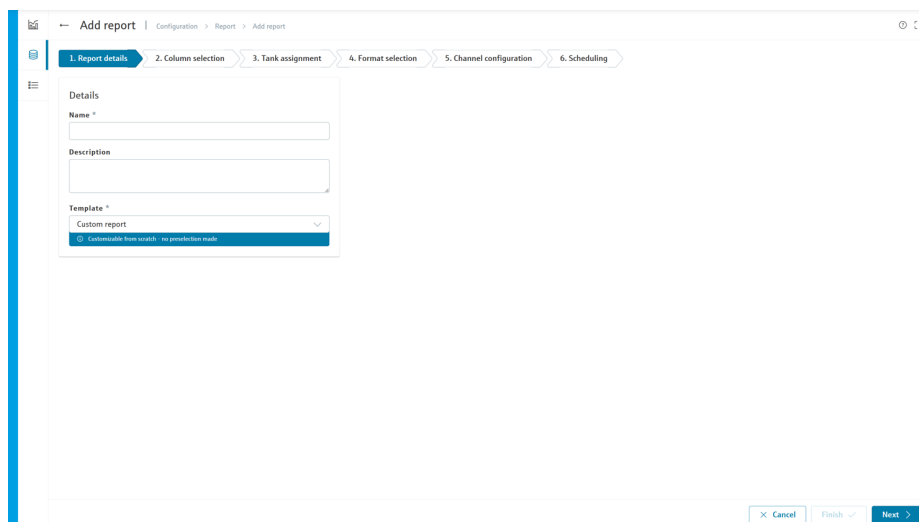 ← Add report | Configuration > Report > Add report
1. Report details 2. Column selection 3. Tank assignment 4. Format selection 5. Channel configuration 6. Scheduling
Details
Name *
Description
Template *
Custom report
Customizable from scratch - no preselection made
× Cancel Finish ✓ Next >